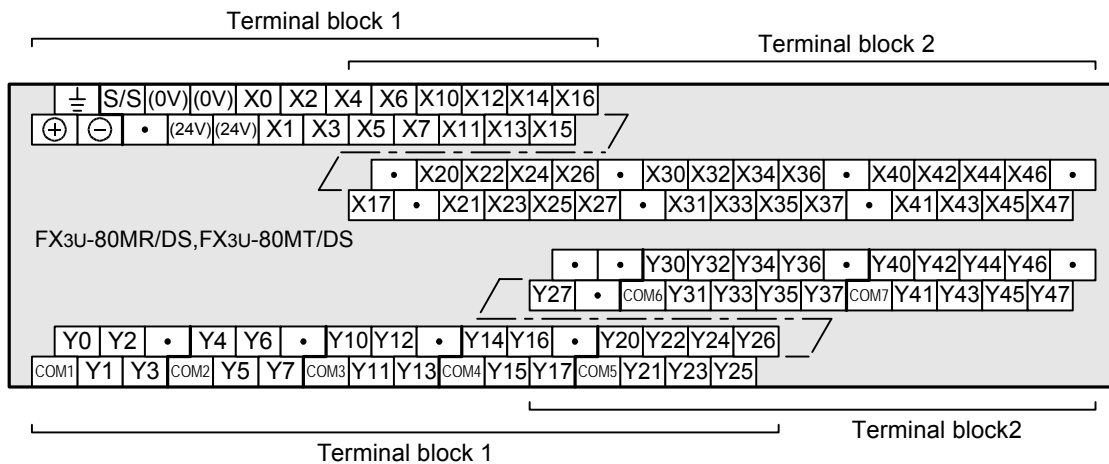 Terminal block 1
Terminal block 2
S/S (0V) (0V) X0 X2 X4 X6 X10 X12 X14 X16
⊕ ⊖ • (24V) (24V) X1 X3 X5 X7 X11 X13 X15
• X20 X22 X24 X26 • X30 X32 X34 X36 • X40 X42 X44 X46 •
X17 • X21 X23 X25 X27 • X31 X33 X35 X37 • X41 X43 X45 X47
FX3U-80MR/DS,FX3U-80MT/DS
• • Y30 Y32 Y34 Y36 • Y40 Y42 Y44 Y46 •
Y27 • COM6 Y31 Y33 Y35 Y37 COM7 Y41 Y43 Y45 Y47
Y0 Y2 • Y4 Y6 • Y10 Y12 • Y14 Y16 • Y20 Y22 Y24 Y26
COM1 Y1 Y3 COM2 Y5 Y7 COM3 Y11 Y13 COM4 Y15 Y17 COM5 Y21 Y23 Y25
Terminal block2
Terminal block 1